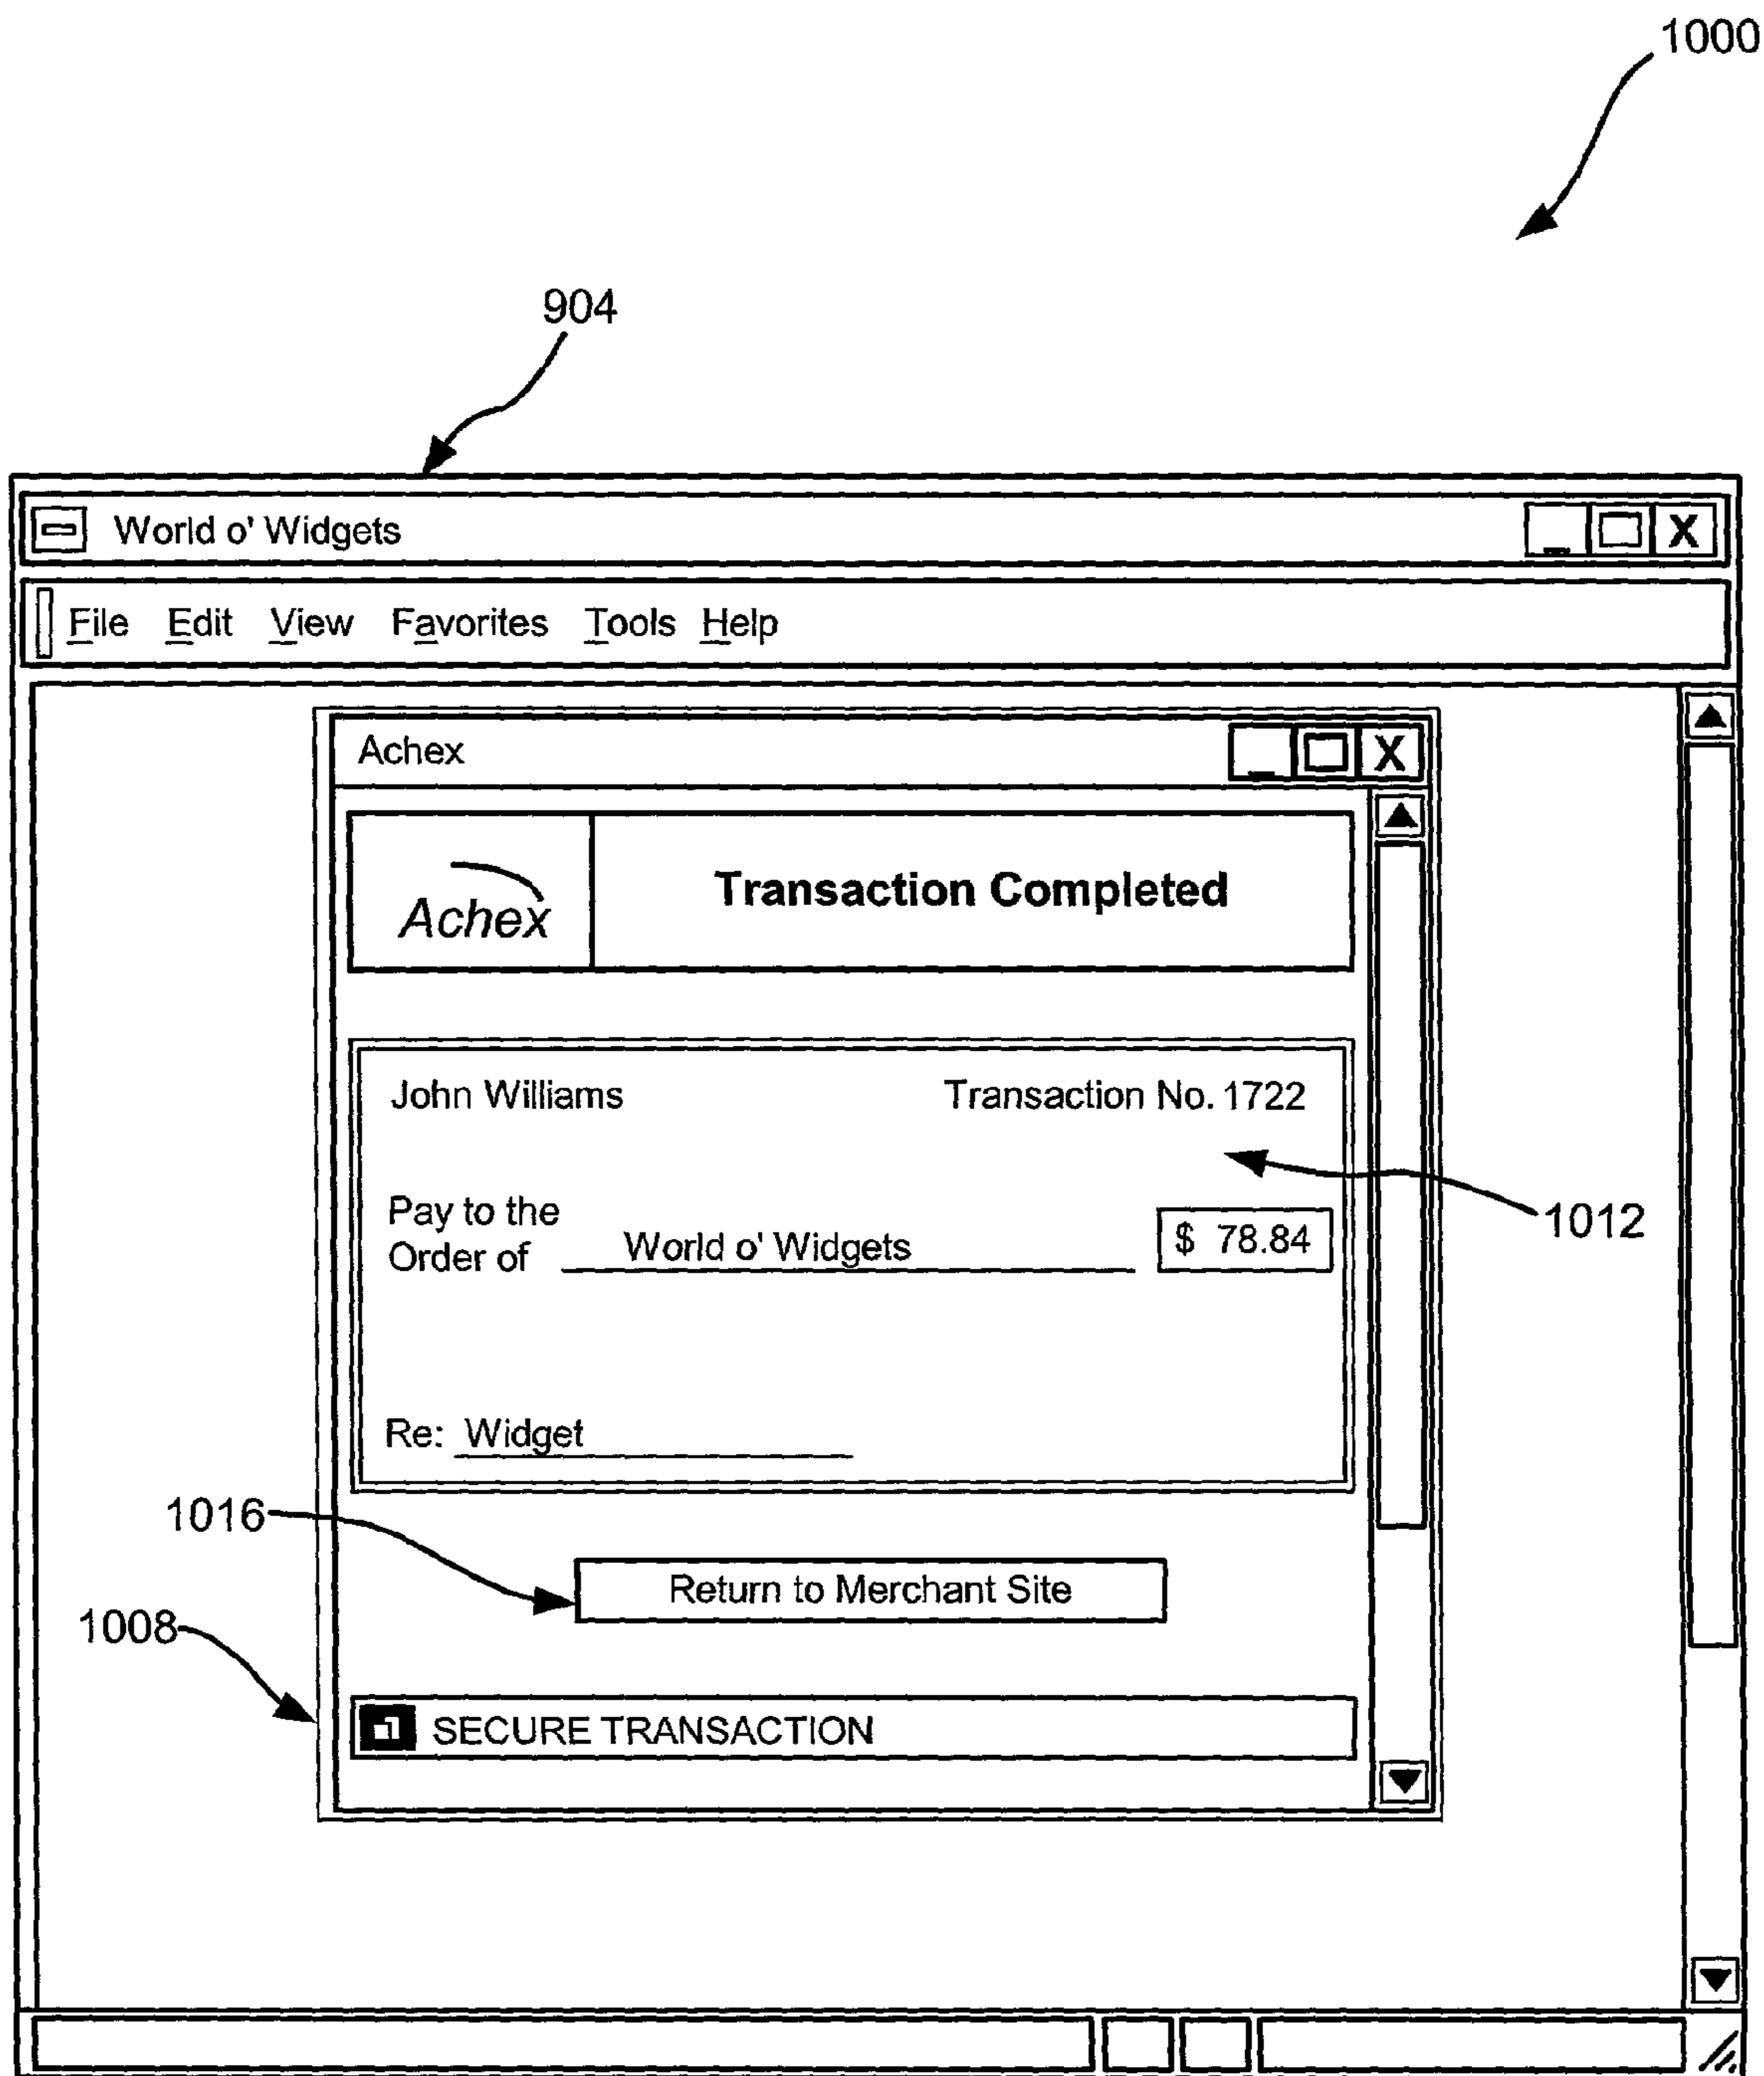 1000
904
World o' Widgets
X
File Edit View Favorites Tools Help
Achex
X
Achex
Transaction Completed
John Williams
Transaction No. 1722
1012
Pay to the
Order of World o' Widgets
$ 78.84
Re: Widget
1016
Return to Merchant Site
1008
SECURE TRANSACTION